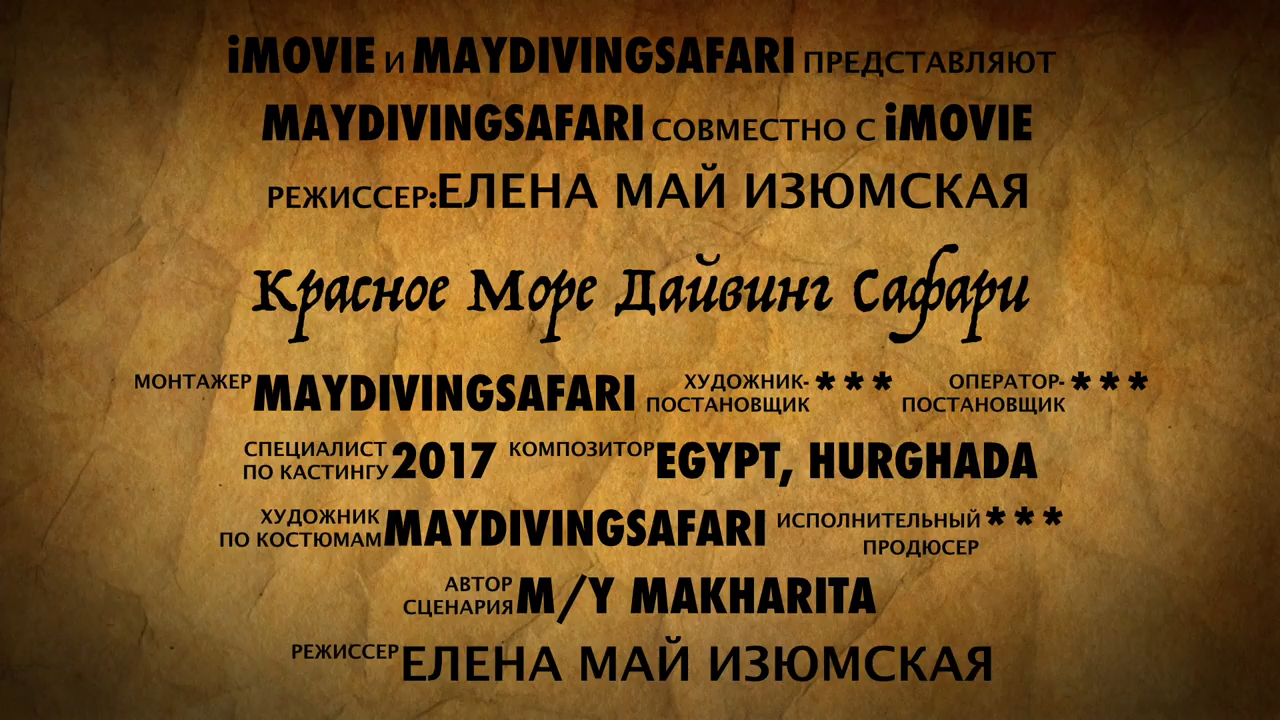 iMOVIE И MAYDIVINGSAFARI ПРЕДСТАВЛЯЮТ
MAYDIVINGSAFARI СОВМЕСТНО С iMOVIE
РЕЖИССЕР:ЕЛЕНА МАЙ ИЗЮМСКАЯ
Красное Море Дайвинг Сафари
МОНТАЖЕР MAYDIVINGSAFARI ХУДОЖНИК-ПОСТАНОВЩИК *** ОПЕРАТОР-ПОСТАНОВЩИК ***
СПЕЦИАЛИСТ ПО КАСТИНГУ 2017 КОМПОЗИТОР EGYPT, HURGHADA
ХУДОЖНИК ПО КОСТЮМАМ MAYDIVINGSAFARI ИСПОЛНИТЕЛЬНЫЙ ПРОДЮСЕР ***
АВТОР СЦЕНАРИЯ M/Y MAKHARITA
РЕЖИССЕР ЕЛЕНА МАЙ ИЗЮМСКАЯ